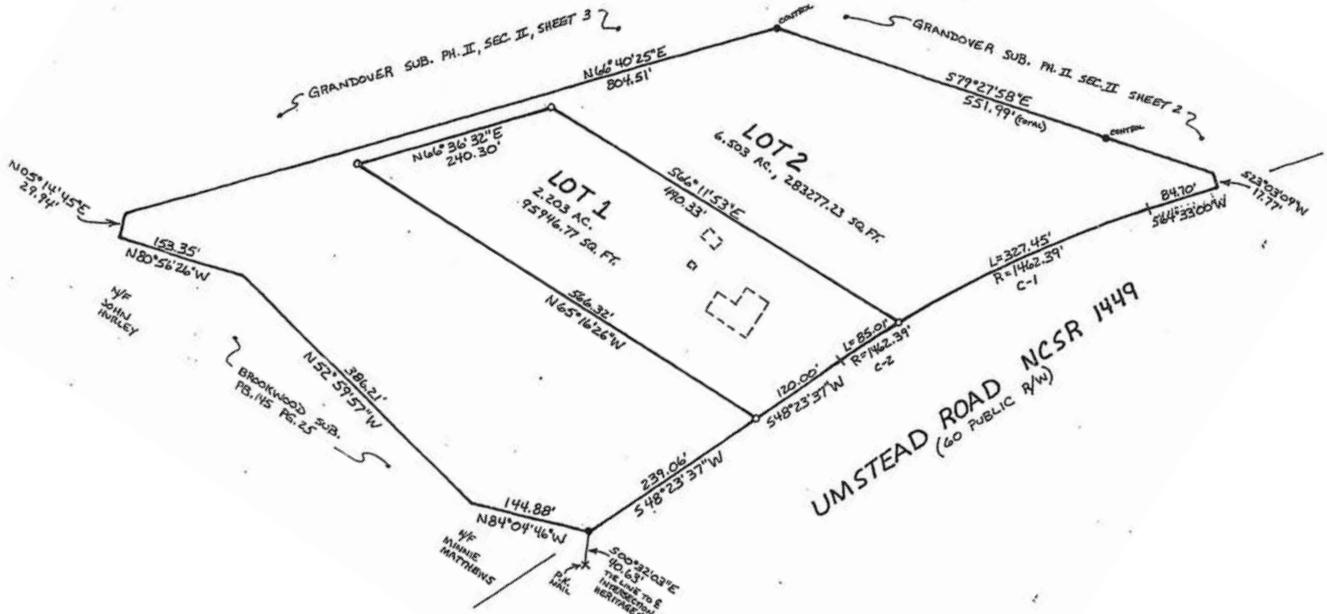 GRANDOVER SUB. PH. II, SEC. II, SHEET 3
CONTROL
GRANDOVER SUB. PH. II SEC. II SHEET 2
N66°40'25"E
804.51'
S79°27'58"E
551.99' (TOTAL)
CONTROL
N66°36'32"E
240.30'
LOT 2
6.503 AC., 283277.23 SQ. FT.
N05°14'45"E
29.94'
LOT 1
2.203 AC.
95946.77 SQ. FT.
S66°11'53"E
490.33'
S23°03'09"W
17.77'
84.70'
S64°33'00"W
153.35'
N80°56'26"W
L=327.45'
R=1462.39'
C-1
N/F
JOHN
HURLEY
566.32'
N65°16'26"W
L=85.01'
R=1462.39'
C-2
BROOKWOOD SUB.
PB. 145 PG. 25
386.21'
N52°59'57"W
120.00'
S48°23'37"W
UMSTEAD ROAD NCSR 1449
(60 PUBLIC R/W)
239.06'
S48°23'37"W
144.88'
N84°04'46"W
N/F
MINNIE
MATTHEWS
P.K.
NAIL
S00°32'03"E
40.63'
TIE LINE TO
INTERSECTION
HERITAGE